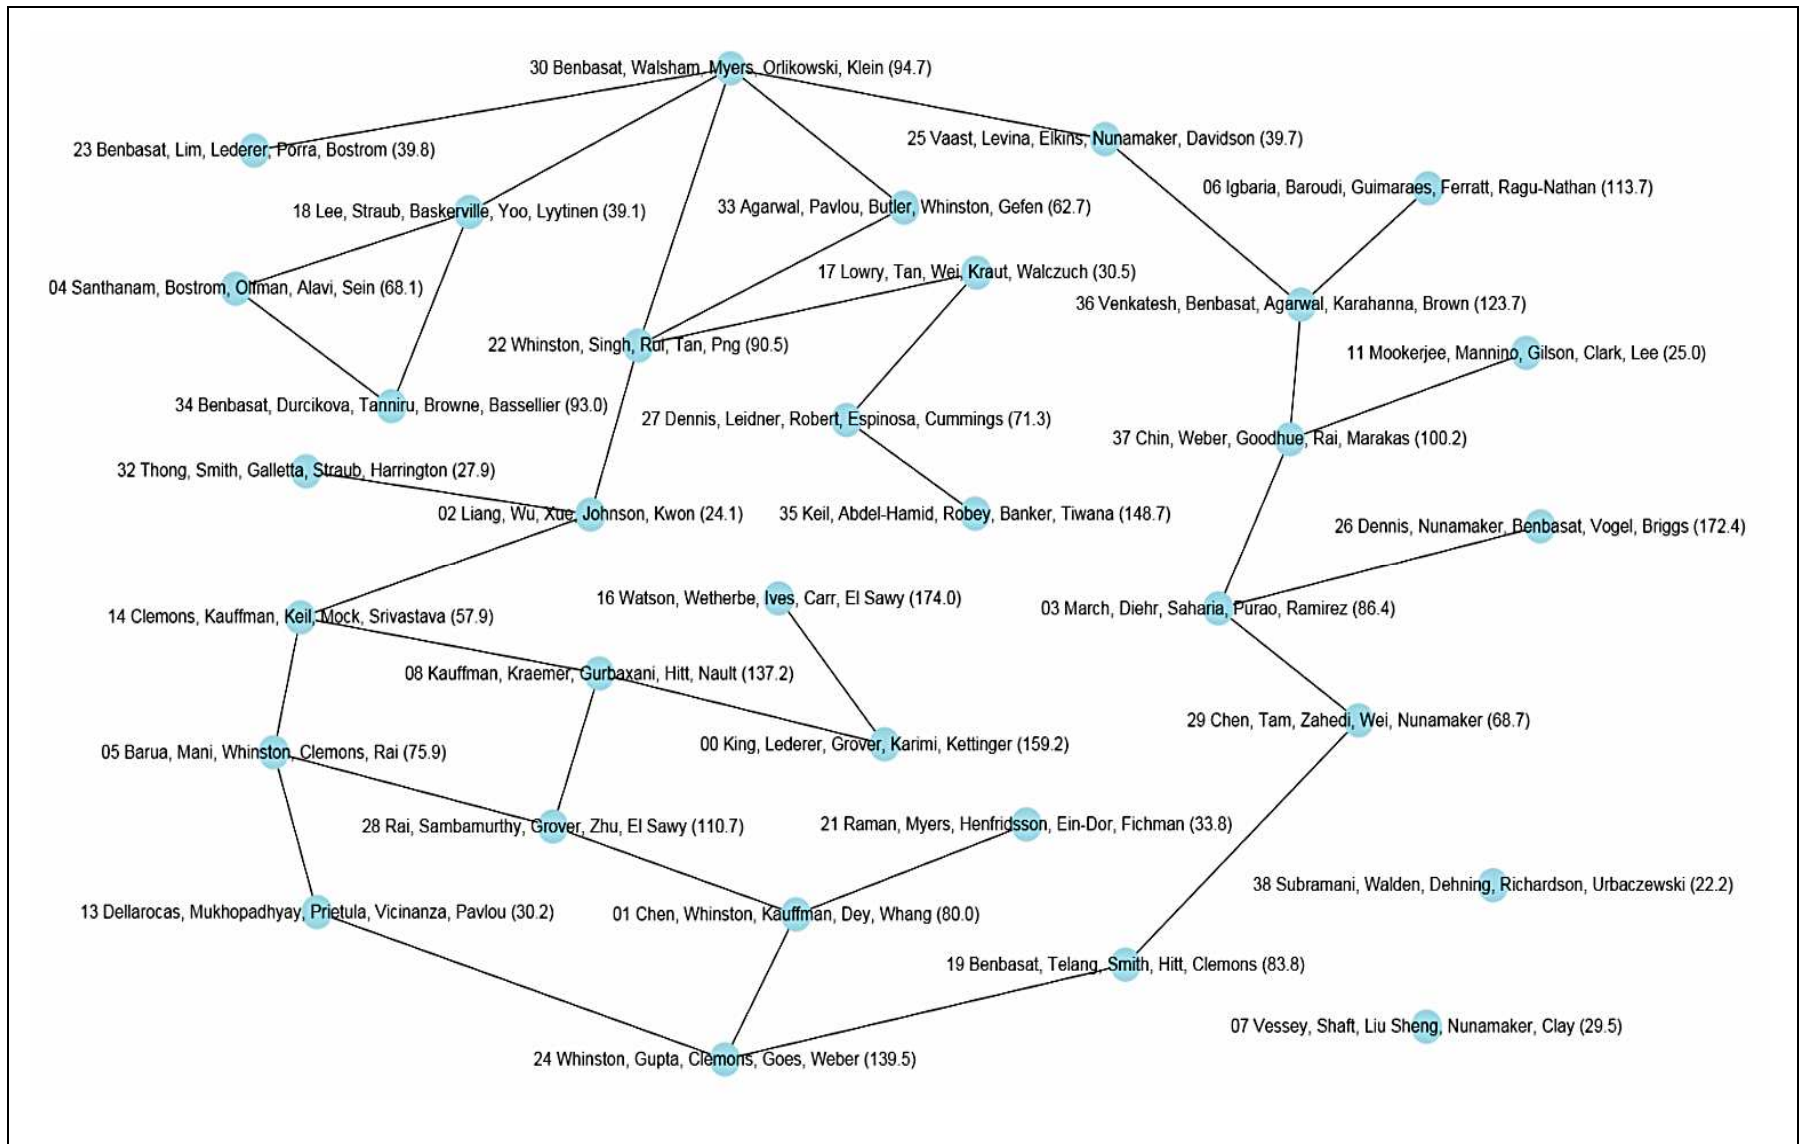 30 Benbasat, Walsham, Myers, Orlikowski, Klein (94.7)
25 Vaast, Levina, Elkins, Nunamaker, Davidson (39.7)
23 Benbasat, Lim, Lederer, Porra, Bostrom (39.8)
06 Igbaria, Baroudi, Guimaraes, Ferratt, Ragu-Nathan (113.7)
18 Lee, Straub, Baskerville, Yoo, Lyytinen (39.1)
33 Agarwal, Pavlou, Butler, Whinston, Gefen (62.7)
17 Lowry, Tan, Wei, Kraut, Walczuch (30.5)
04 Santhanam, Bostrom, Olfman, Alavi, Sein (68.1)
36 Venkatesh, Benbasat, Agarwal, Karahanna, Brown (123.7)
22 Whinston, Singh, Rui, Tan, Png (90.5)
11 Mookerjee, Mannino, Gilson, Clark, Lee (25.0)
34 Benbasat, Durcikova, Tanniru, Browne, Bassellier (93.0)
27 Dennis, Leidner, Robert, Espinosa, Cummings (71.3)
37 Chin, Weber, Goodhue, Rai, Marakas (100.2)
32 Thong, Smith, Galletta, Straub, Harrington (27.9)
02 Liang, Wu, Xue, Johnson, Kwon (24.1)
35 Keil, Abdel-Hamid, Robey, Banker, Tiwana (148.7)
26 Dennis, Nunamaker, Benbasat, Vogel, Briggs (172.4)
16 Watson, Wetherbe, Ives, Carr, El Sawy (174.0)
03 March, Diehr, Saharia, Purao, Ramirez (86.4)
14 Clemons, Kauffman, Keil, Mock, Srivastava (57.9)
08 Kauffman, Kraemer, Gurbaxani, Hitt, Nault (137.2)
29 Chen, Tam, Zahedi, Wei, Nunamaker (68.7)
00 King, Lederer, Grover, Karimi, Kettinger (159.2)
05 Barua, Mani, Whinston, Clemons, Rai (75.9)
28 Rai, Sambamurthy, Grover, Zhu, El Sawy (110.7)
21 Raman, Myers, Henfridsson, Ein-Dor, Fichman (33.8)
38 Subramani, Walden, Dehning, Richardson, Urbaczewski (22.2)
13 Dellarocas, Mukhopadhyay, Prietula, Vicinanza, Pavlou (30.2)
01 Chen, Whinston, Kauffman, Dey, Whang (80.0)
19 Benbasat, Telang, Smith, Hitt, Clemons (83.8)
07 Vessey, Shaft, Liu Sheng, Nunamaker, Clay (29.5)
24 Whinston, Gupta, Clemons, Goes, Weber (139.5)